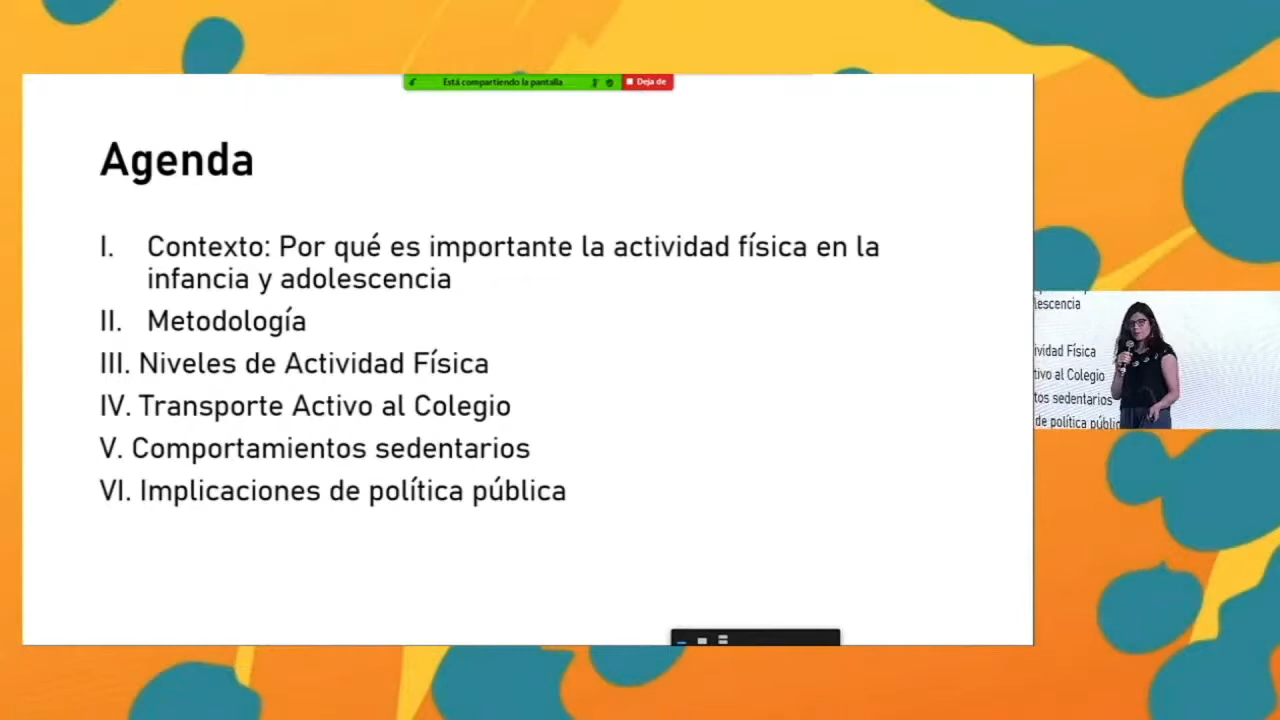 Está compartiendo la pantalla
Deja de
Agenda
I. Contexto: Por qué es importante la actividad física en la
infancia y adolescencia
II. Metodología
III. Niveles de Actividad Física
IV. Transporte Activo al Colegio
V. Comportamientos sedentarios
VI. Implicaciones de política pública
lescencia
ividad Física
tivo al Colegio
tos sedentarios
de política públic